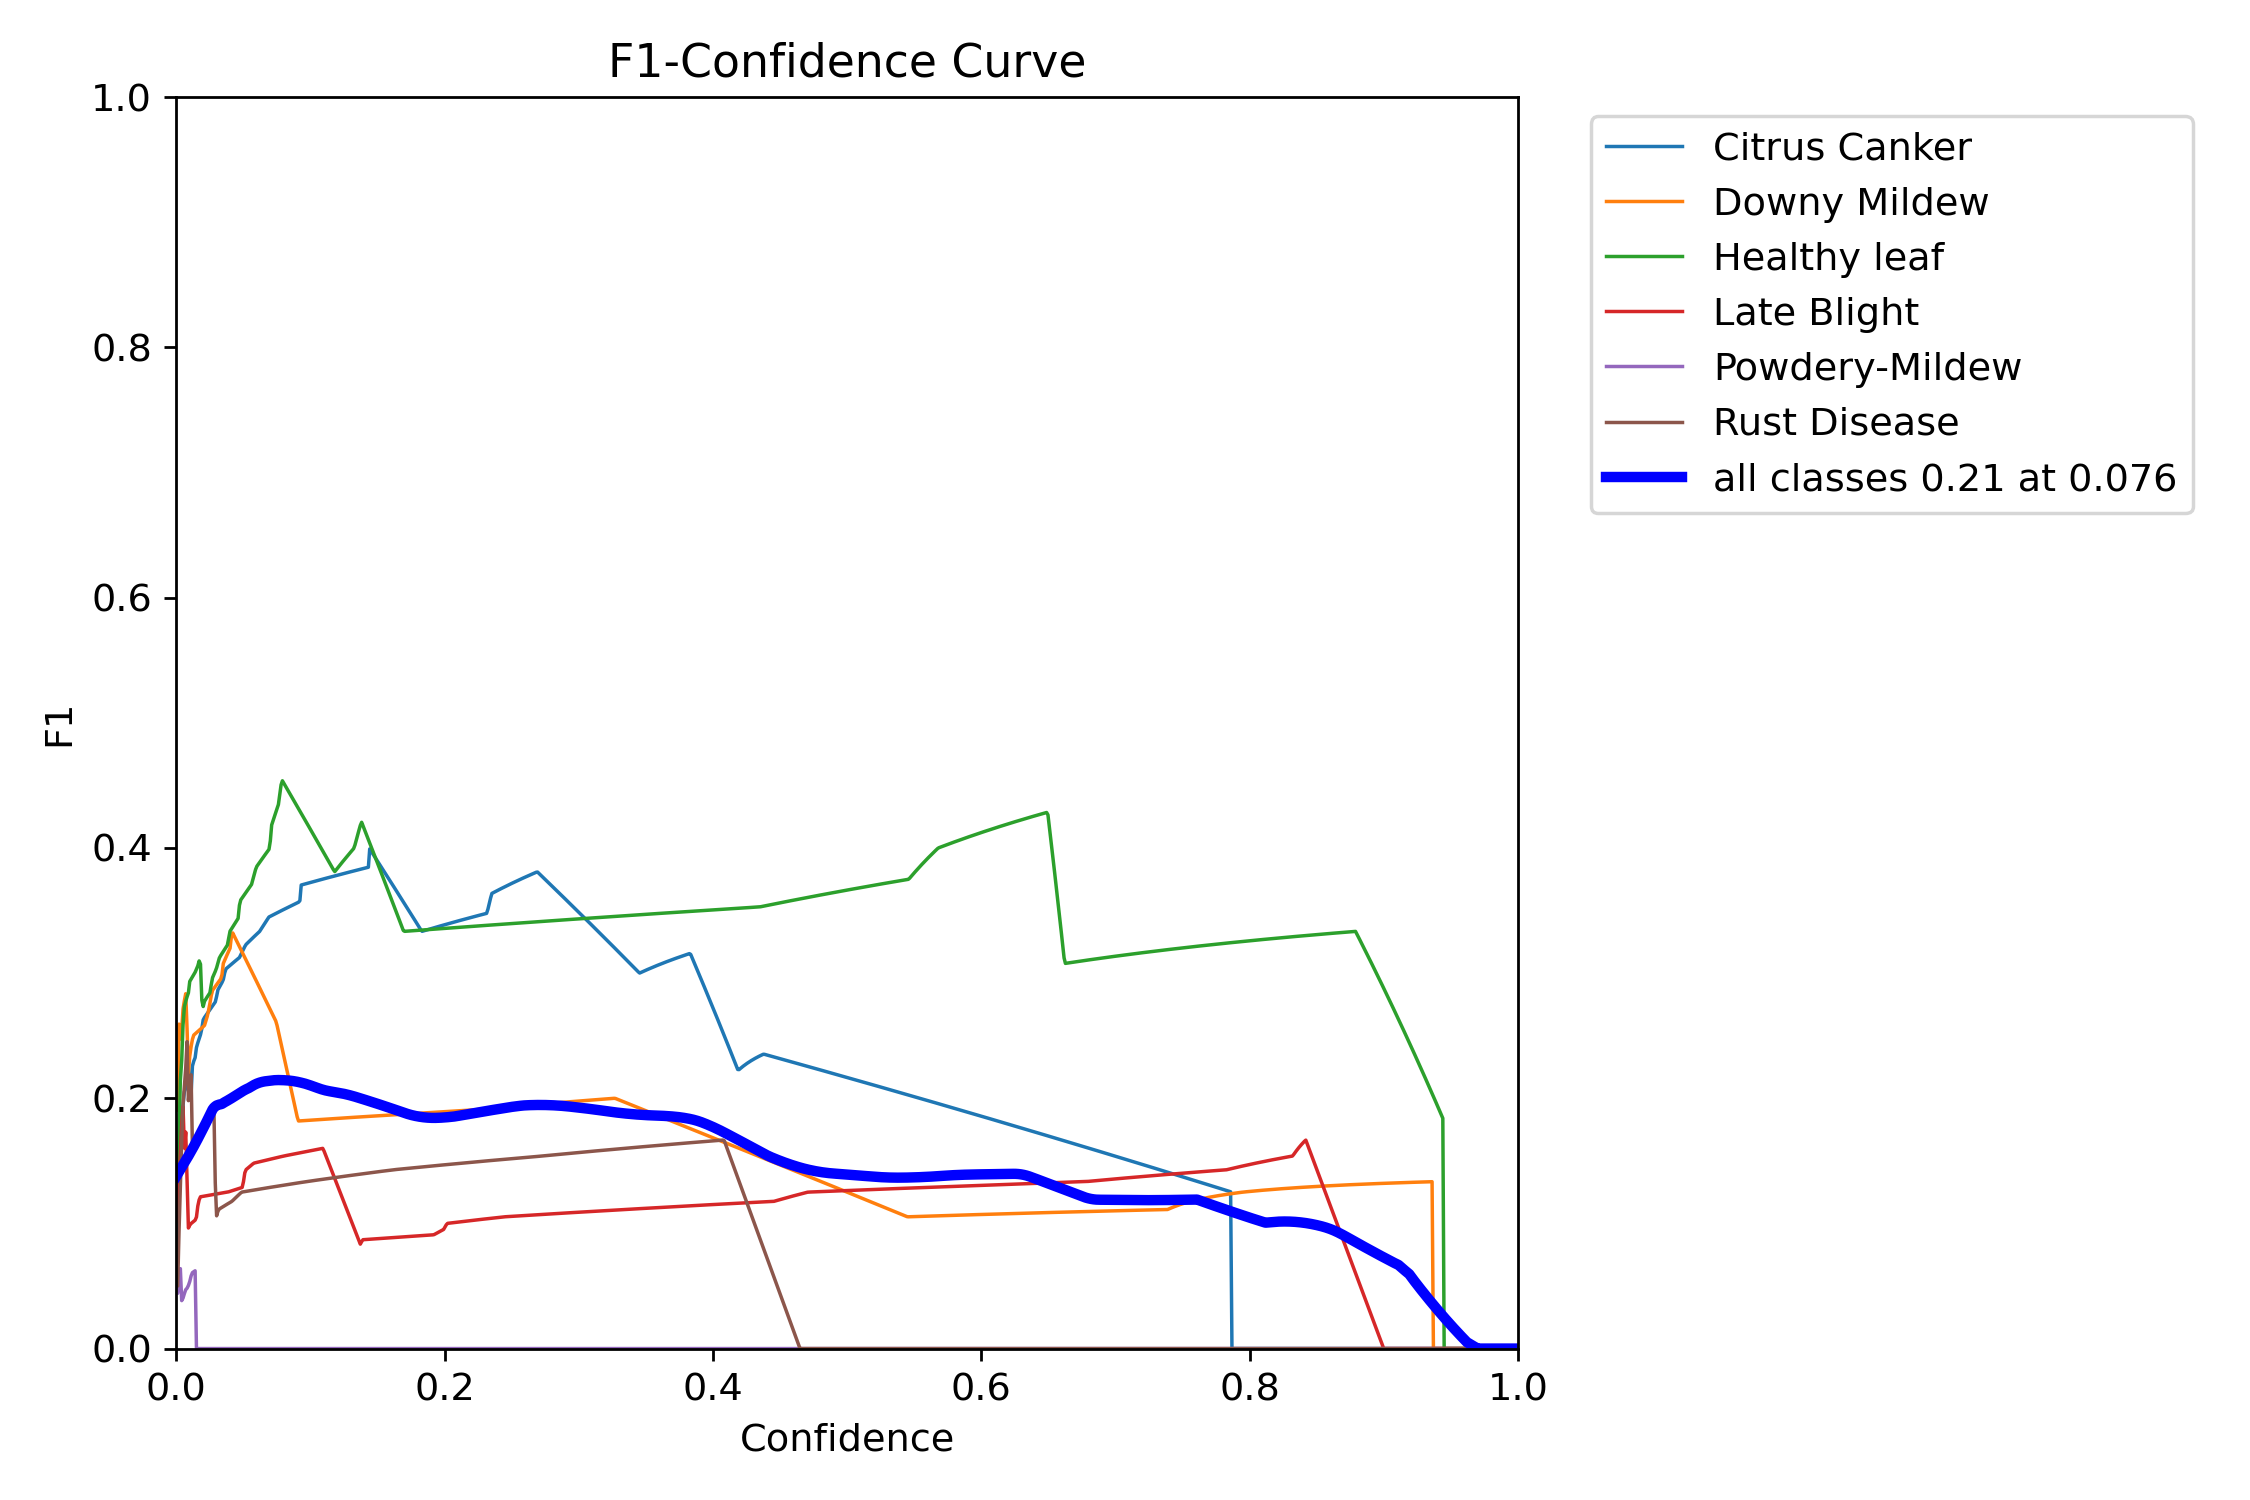 F1-Confidence Curve
1.0
0.8
0.6
0.4
0.2
0.0
F1
0.0 0.2 0.4 0.6 0.8 1.0
Confidence
Citrus Canker
Downy Mildew
Healthy leaf
Late Blight
Powdery-Mildew
Rust Disease
all classes 0.21 at 0.076